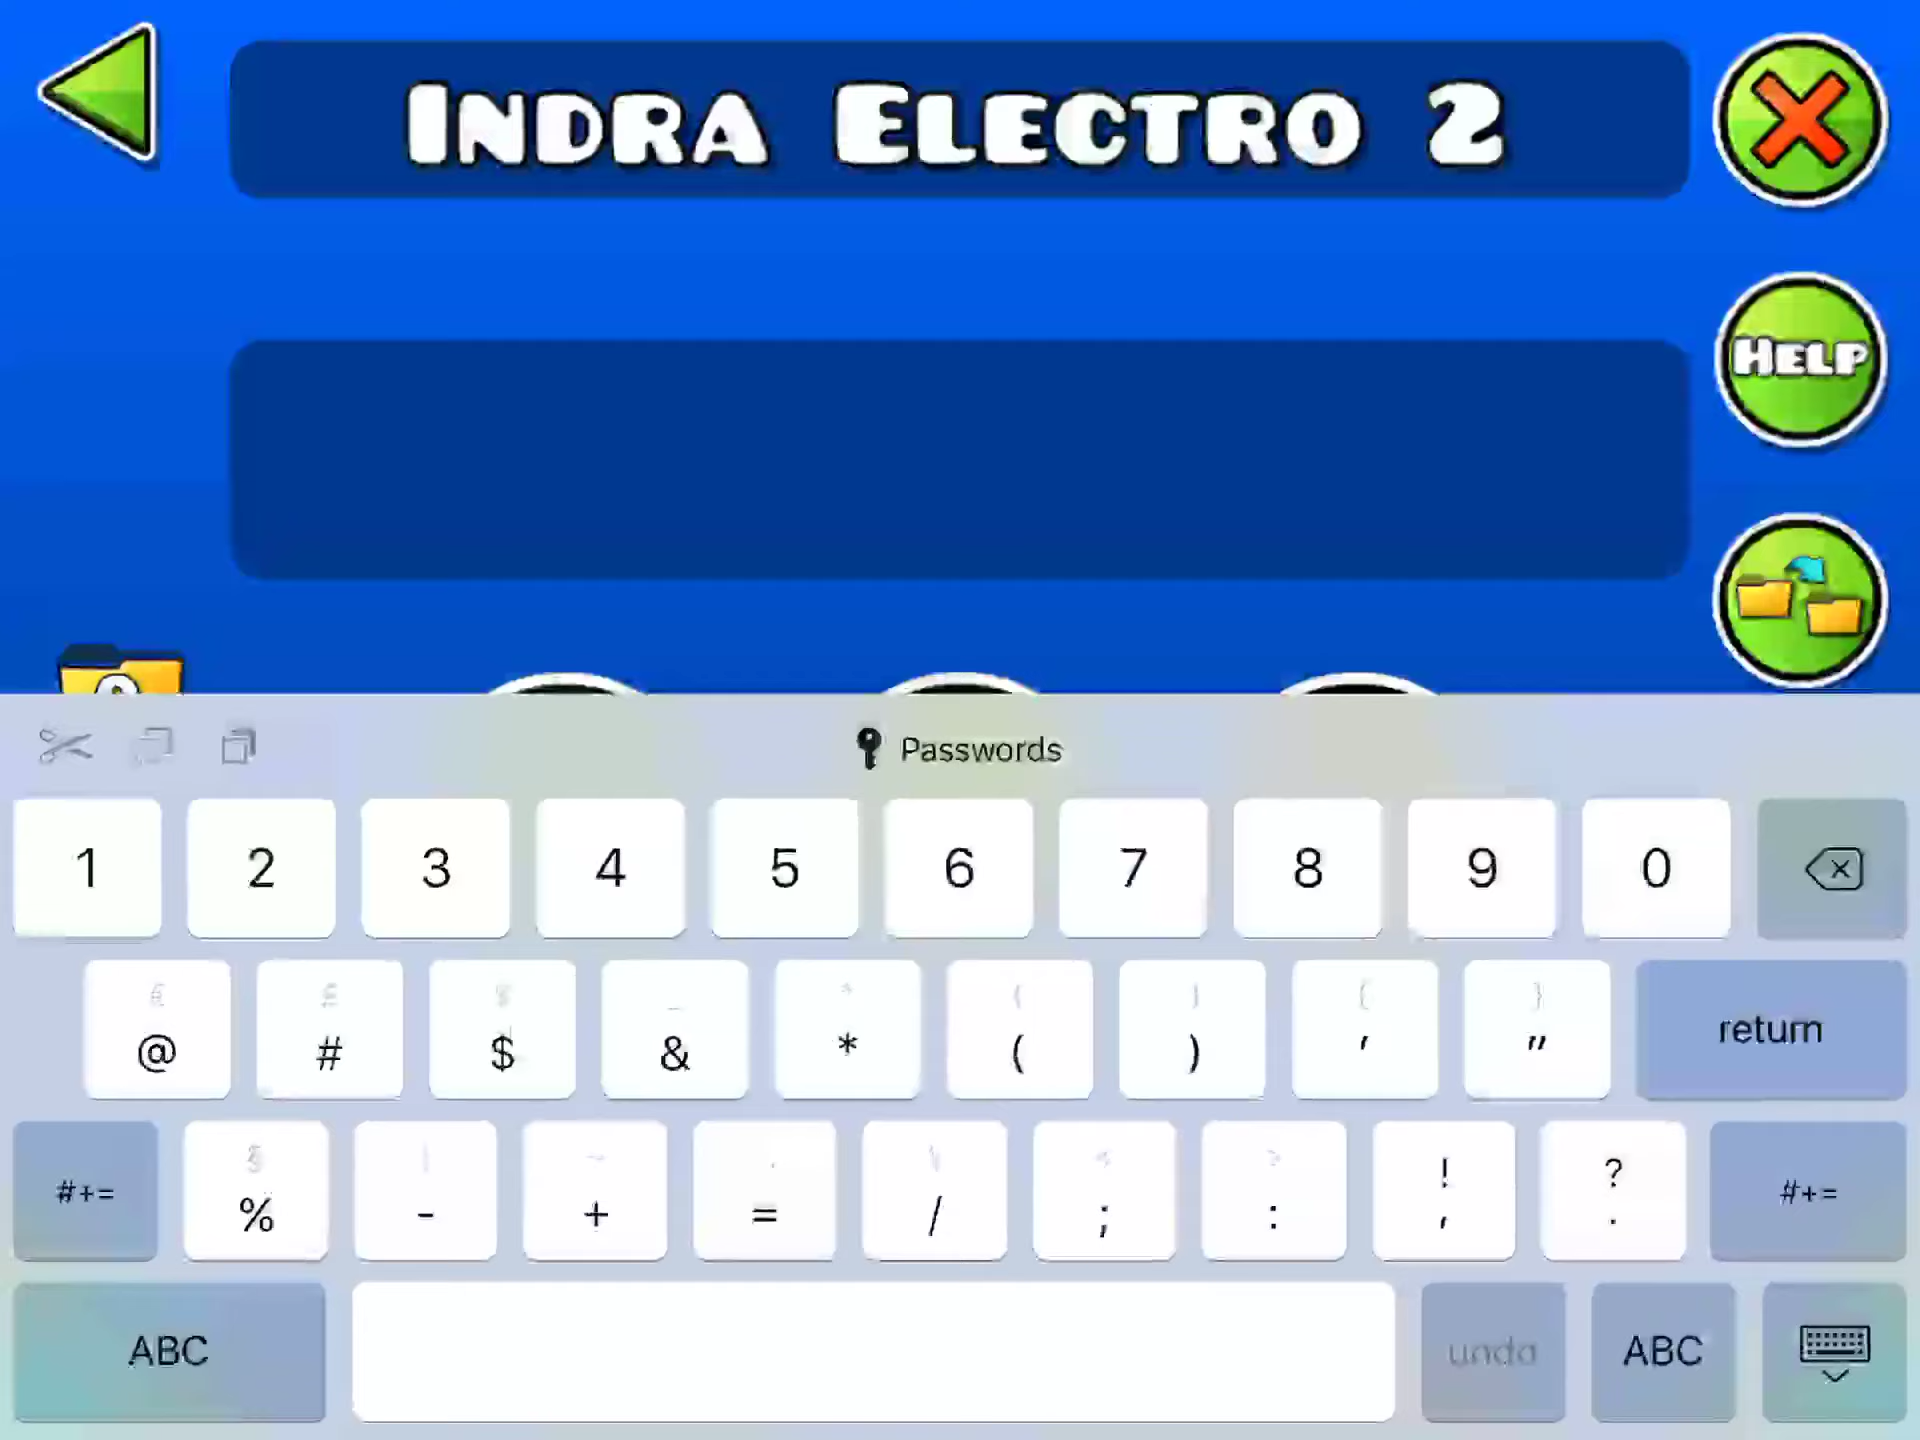 INDRA ELECTRO 2
HELP
Passwords
1 2 3 4 5 6 7 8 9 0
@ # $ & * ( ) ' " return
#+= % - + = / ; : ! , ? . #+=
ABC undo ABC